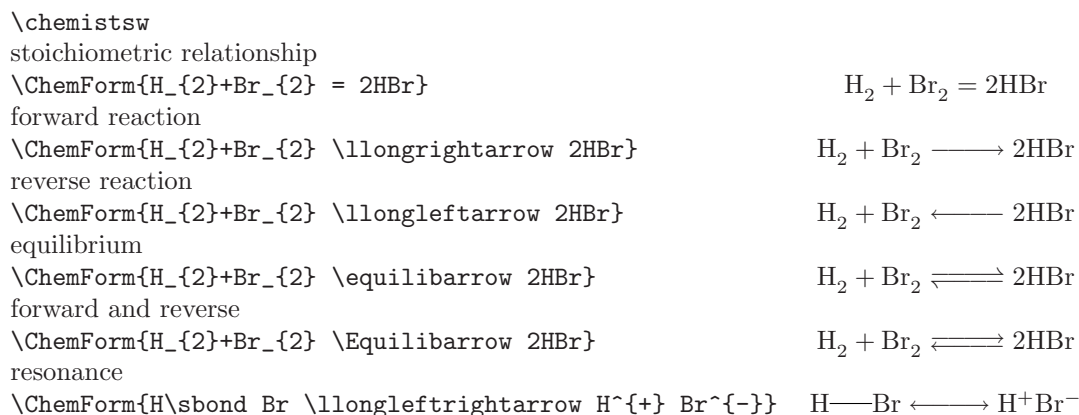 \chemistsw
stoichiometric relationship
\ChemForm{H_{2}+Br_{2} = 2HBr} H₂ + Br₂ = 2HBr
forward reaction
\ChemForm{H_{2}+Br_{2} \llongrightarrow 2HBr} H₂ + Br₂ ⟶ 2HBr
reverse reaction
\ChemForm{H_{2}+Br_{2} \llongleftarrow 2HBr} H₂ + Br₂ ⟵ 2HBr
equilibrium
\ChemForm{H_{2}+Br_{2} \equilibarrow 2HBr} H₂ + Br₂ ⇌ 2HBr
forward and reverse
\ChemForm{H_{2}+Br_{2} \Equilibarrow 2HBr} H₂ + Br₂ ⇄ 2HBr
resonance
\ChemForm{H\sbond Br \llongleftrightarrow H^{+} Br^{-}} H—Br ⟷ H⁺Br⁻